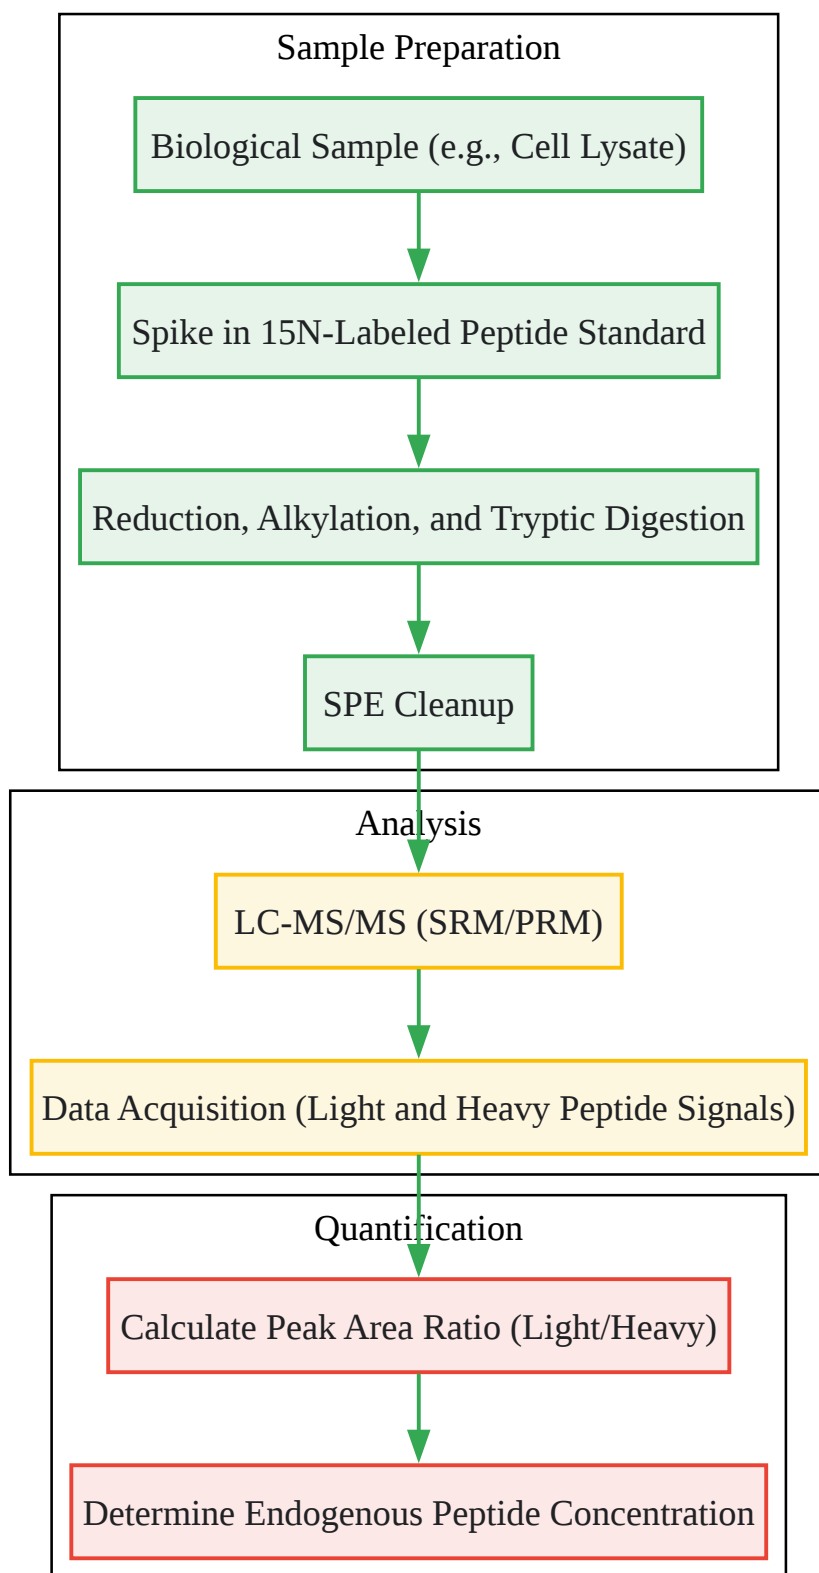 Sample Preparation
Biological Sample (e.g., Cell Lysate)
Spike in 15N-Labeled Peptide Standard
Reduction, Alkylation, and Tryptic Digestion
SPE Cleanup
Analysis
LC-MS/MS (SRM/PRM)
Data Acquisition (Light and Heavy Peptide Signals)
Quantification
Calculate Peak Area Ratio (Light/Heavy)
Determine Endogenous Peptide Concentration